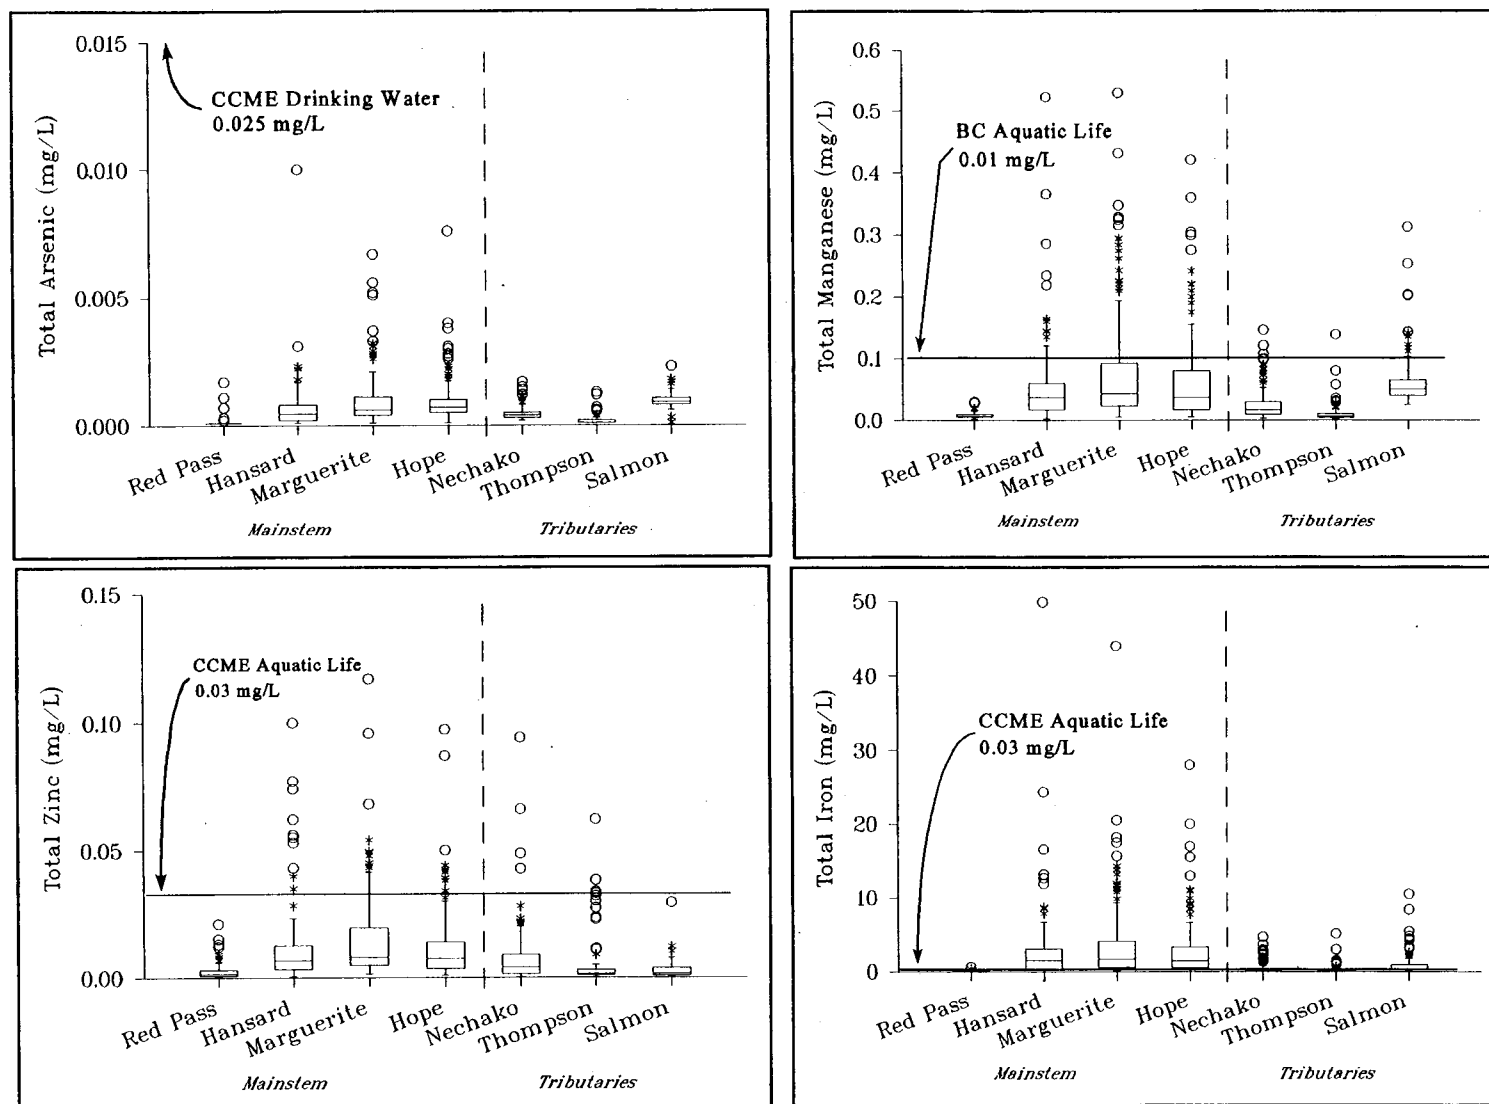 0.015
0.010
0.005
0.000
Total Arsenic (mg/L)
CCME Drinking Water
0.025 mg/L
Red Pass
Hansard
Marguerite
Hope
Nechako
Thompson
Salmon
Mainstem
Tributaries
0.6
0.5
0.4
0.3
0.2
0.1
0.0
Total Manganese (mg/L)
BC Aquatic Life
0.01 mg/L
Red Pass
Hansard
Marguerite
Hope
Nechako
Thompson
Salmon
Mainstem
Tributaries
0.15
0.10
0.05
0.00
Total Zinc (mg/L)
CCME Aquatic Life
0.03 mg/L
Red Pass
Hansard
Marguerite
Hope
Nechako
Thompson
Salmon
Mainstem
Tributaries
50
40
30
20
10
0
Total Iron (mg/L)
CCME Aquatic Life
0.03 mg/L
Red Pass
Hansard
Marguerite
Hope
Nechako
Thompson
Salmon
Mainstem
Tributaries